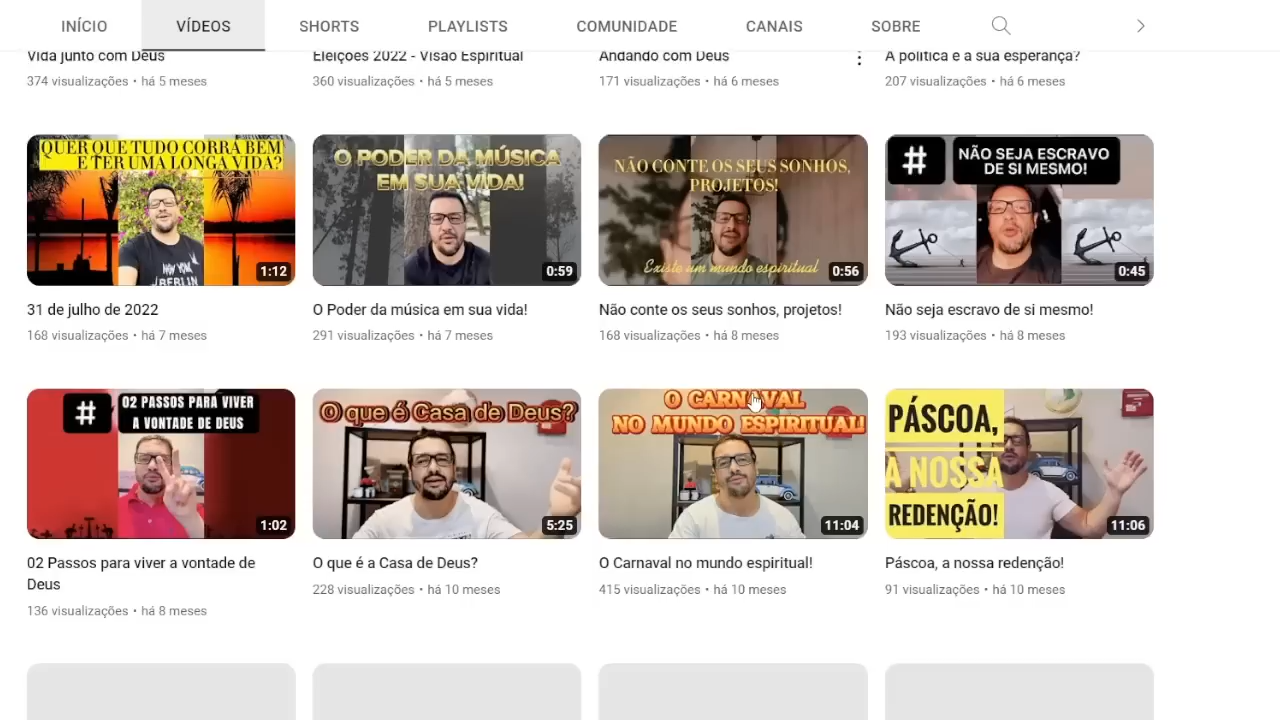 INÍCIO VÍDEOS SHORTS PLAYLISTS COMUNIDADE CANAIS SOBRE
Vida junto com Deus
374 visualizações • há 5 meses
Eleições 2022 - Visão Espiritual
360 visualizações • há 5 meses
Andando com Deus
171 visualizações • há 6 meses
A política é a sua esperança?
207 visualizações • há 6 meses
QUER QUE TUDO CORRA BEM
E TER UMA LONGA VIDA?
1:12
31 de julho de 2022
168 visualizações • há 7 meses
O PODER DA MÚSICA
EM SUA VIDA!
0:59
O Poder da música em sua vida!
291 visualizações • há 7 meses
NÃO CONTE OS SEUS SONHOS,
PROJETOS!
Existe um mundo espiritual
0:56
Não conte os seus sonhos, projetos!
168 visualizações • há 8 meses
#
NÃO SEJA ESCRAVO
DE SI MESMO!
0:45
Não seja escravo de si mesmo!
193 visualizações • há 8 meses
#
02 PASSOS PARA VIVER
A VONTADE DE DEUS
1:02
02 Passos para viver a vontade de
Deus
136 visualizações • há 8 meses
O que é Casa de Deus?
5:25
O que é a Casa de Deus?
228 visualizações • há 10 meses
O CARNAVAL
NO MUNDO ESPIRITUAL!
11:04
O Carnaval no mundo espiritual!
415 visualizações • há 10 meses
PÁSCOA,
A NOSSA
REDENÇÃO!
11:06
Páscoa, a nossa redenção!
91 visualizações • há 10 meses